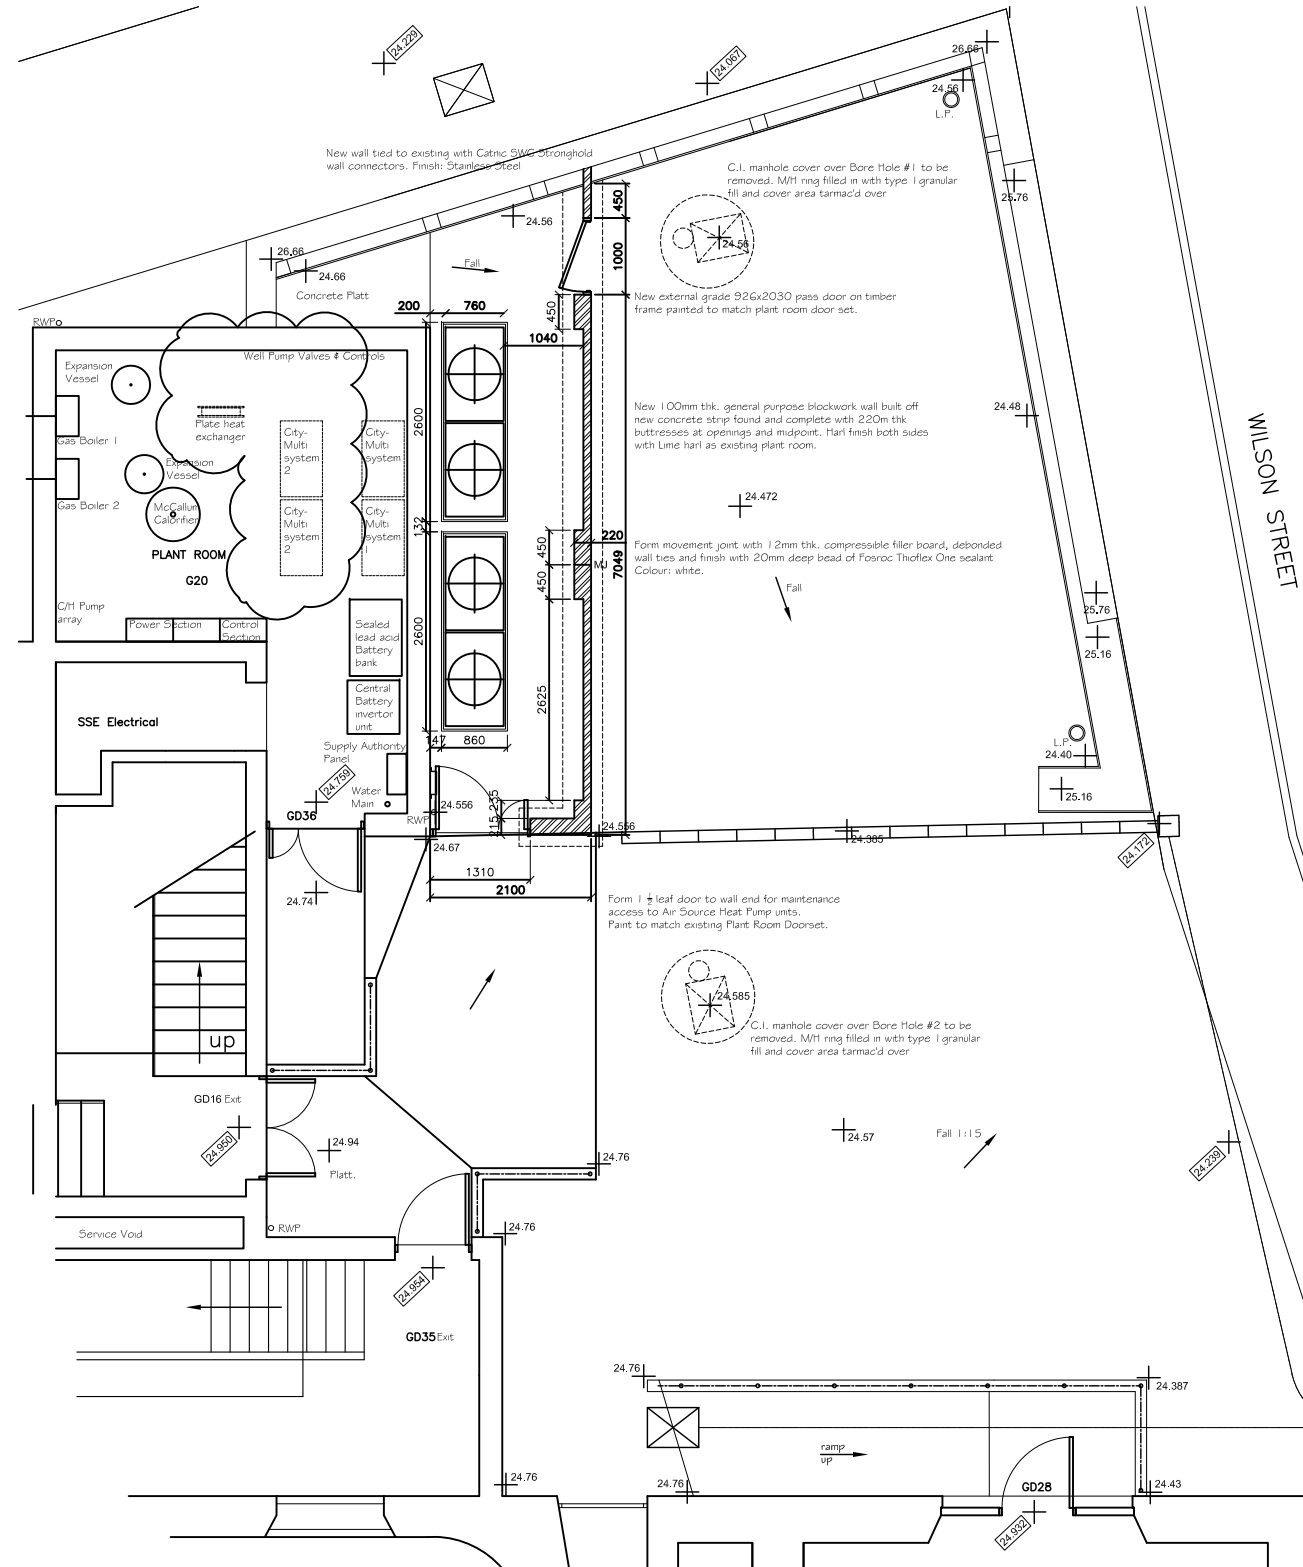 24.229
24.067
26.66
24.56
L.P.
New wall tied to existing with Catnic SWC Stronghold
wall connectors. Finish: Stainless Steel
C.I. manhole cover over Bore Hole #1 to be
removed. M/H ring filled in with type 1 granular
fill and cover area tarmac'd over
25.76
450
24.56
24.56
26.66
24.66
Fall
1000
Concrete Platt
New external grade 926x2030 pass door on timber
frame painted to match plant room door set.
200
760
450
RWP
1040
Well Pump Valves & Controls
Expansion
Vessel
Plate heat
exchanger
Gas Boiler 1
City-
Multi
system
2
City-
Multi
system
2600
New 100mm thk. general purpose blockwork wall built off
new concrete strip found and complete with 220m thk
buttresses at openings and midpoint. Harl finish both sides
with Lime harl as existing plant room.
24.48
WILSON STREET
Expansion
Vessel
Gas Boiler 2
McCallum
Calorifier
City-
Multi
system
2
City-
Multi
system
1
24.472
132
PLANT ROOM
G20
450
450
220
7049
MJ
Form movement joint with 12mm thk. compressible filler board, debonded
wall ties and finish with 20mm deep bead of Fosroc Thioflex One sealant
Colour: white.
Fall
C/H Pump
array
Power Section
Control
Section
Sealed
lead acid
Battery
bank
2600
25.76
25.16
Central
Battery
invertor
unit
2625
SSE Electrical
147
860
Supply Authority
Panel
L.P.
24.40
24.759
Water
Main
25.16
GD36
RWP
24.556
235
215
24.67
24.556
24.385
24.172
1310
2100
24.74
Form 1 ½ leaf door to wall end for maintenance
access to Air Source Heat Pump units.
Paint to match existing Plant Room Doorset.
24.585
C.I. manhole cover over Bore Hole #2 to be
removed. M/H ring filled in with type 1 granular
fill and cover area tarmac'd over
up
GD16 Exit
24.950
24.94
Platt.
24.57
Fall 1:15
24.76
24.239
Service Void
RWP
24.76
24.954
GD35 Exit
24.76
24.387
ramp
up
24.76
24.76
GD28
24.43
24.932